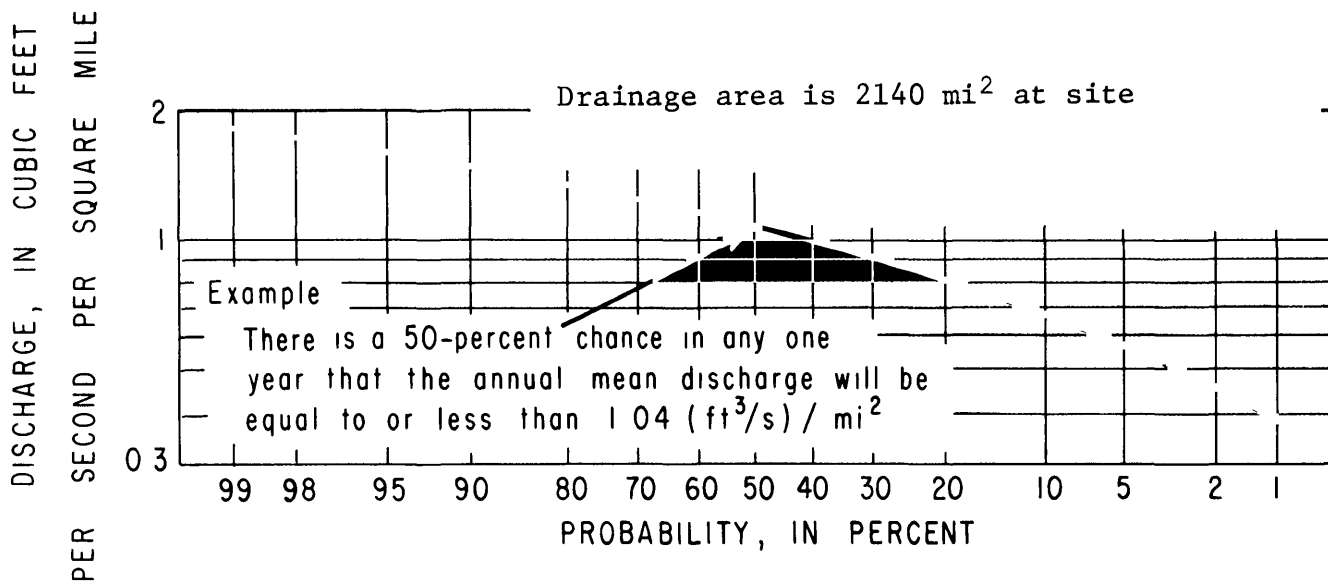 DISCHARGE, IN CUBIC FEET
PER SECOND PER SQUARE MILE
Drainage area is 2140 mi²at site
2
1
0 3
Example
There is a 50-percent chance in any one
year that the annual mean discharge will be
equal to or less than 1 04 (ft³/s) / mi²
99 98 95 90 80 70 60 50 40 30 20 10 5 2 1
PROBABILITY, IN PERCENT